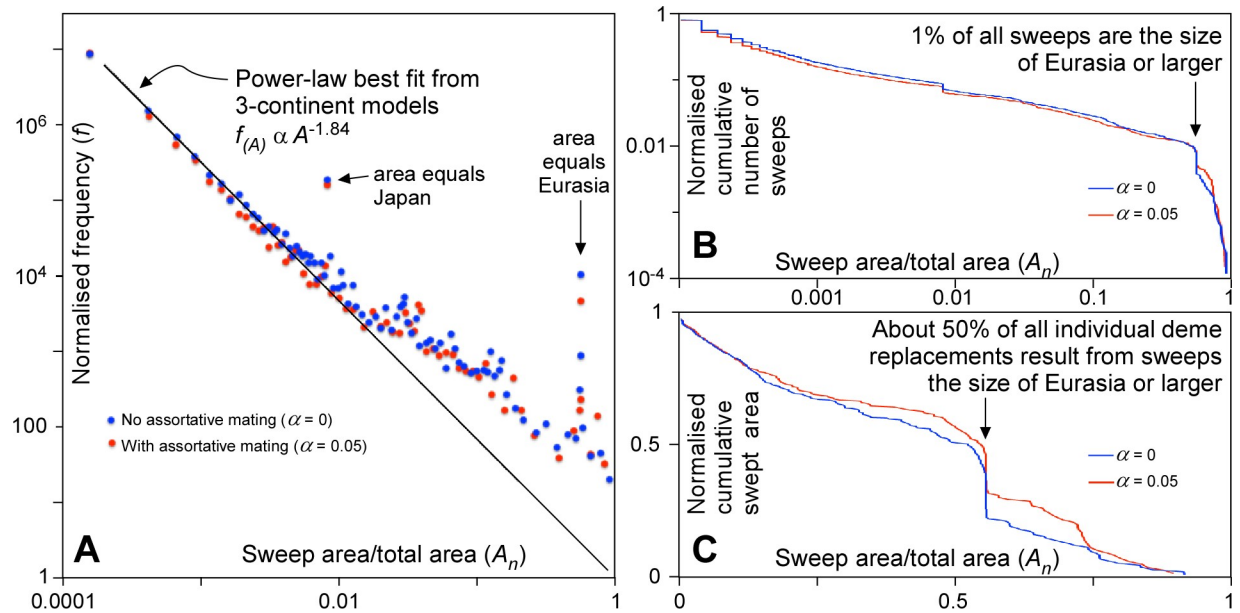 Normalised frequency (f)
10⁶
10⁴
100
1
0.0001
0.01
1
Power-law best fit from
3-continent models
f(A) α A-1.84
area equals
Japan
area
equals
Eurasia
No assortative mating (α = 0)
With assortative mating (α = 0.05)
A
Sweep area/total area (An)
1
0.01
10-4
Normalised
cumulative
number of
sweeps
1% of all sweeps are the size
of Eurasia or larger
α = 0
α = 0.05
B
Sweep area/total area (An)
0.001
0.01
0.1
1
1
0.5
0
Normalised
cumulative
swept area
About 50% of all individual deme
replacements result from sweeps
the size of Eurasia or larger
α = 0
α = 0.05
C
Sweep area/total area (An)
0
0.5
1